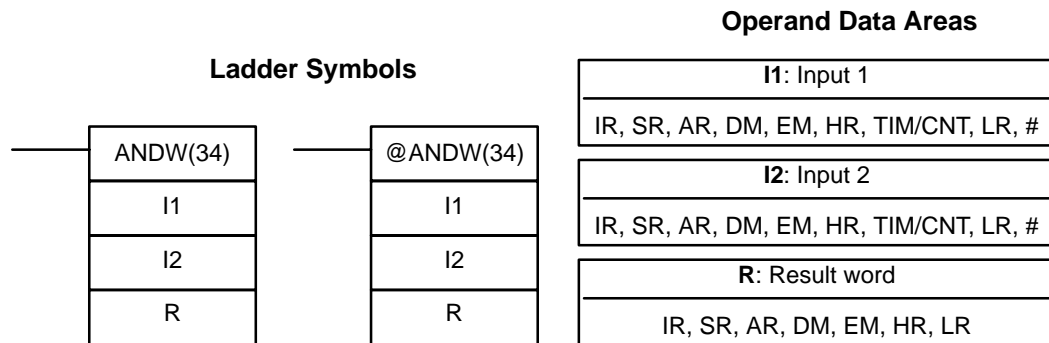 Operand Data Areas
Ladder Symbols
ANDW(34)
I1
I2
R
@ANDW(34)
I1
I2
R
I1: Input 1
IR, SR, AR, DM, EM, HR, TIM/CNT, LR, #
I2: Input 2
IR, SR, AR, DM, EM, HR, TIM/CNT, LR, #
R: Result word
IR, SR, AR, DM, EM, HR, LR